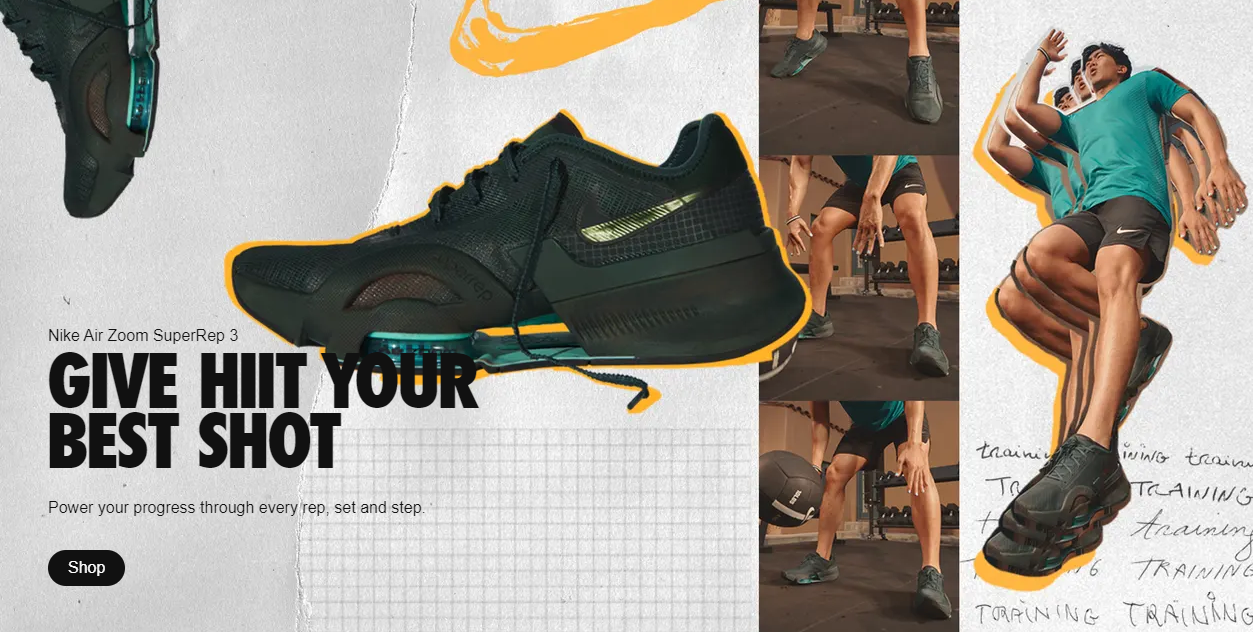 Nike Air Zoom SuperRep 3
GIVE HIIT YOUR
BEST SHOT
Power your progress through every rep, set and step.
Shop
training
TRAINING
training
TRAINING
TRAINING TRAINING